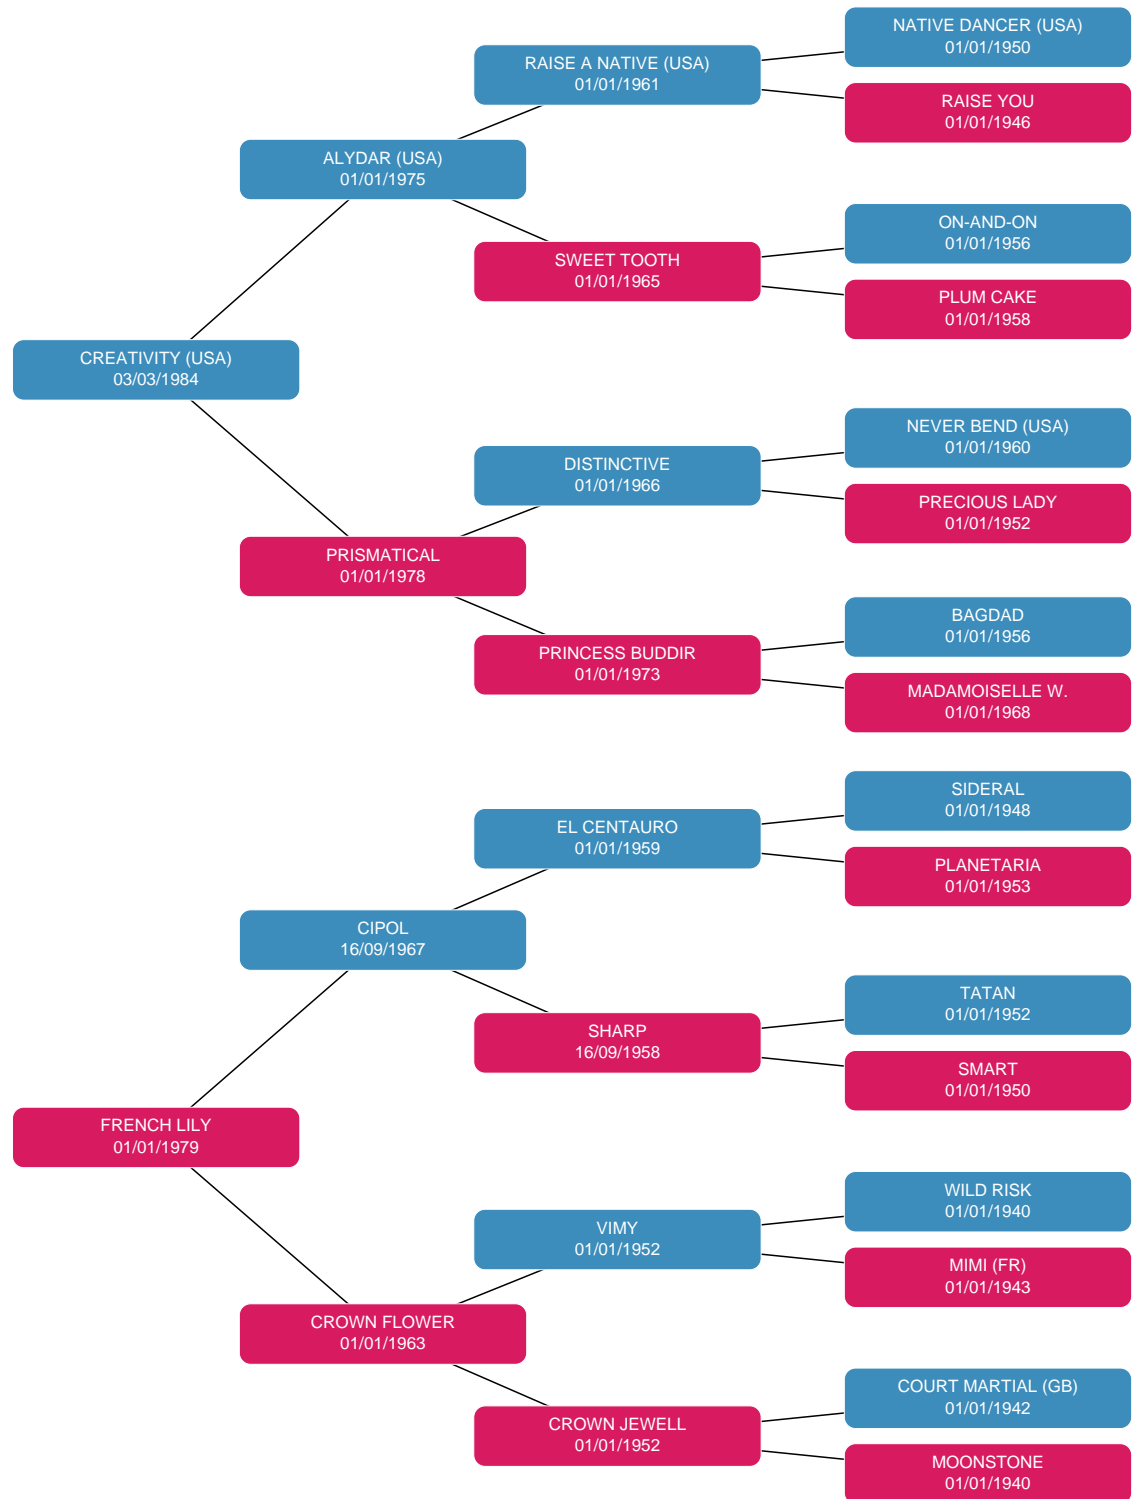 NATIVE DANCER (USA)
01/01/1950
RAISE A NATIVE (USA)
01/01/1961
RAISE YOU
01/01/1946
ALYDAR (USA)
01/01/1975
ON-AND-ON
01/01/1956
SWEET TOOTH
01/01/1965
PLUM CAKE
01/01/1958
CREATIVITY (USA)
03/03/1984
NEVER BEND (USA)
01/01/1960
DISTINCTIVE
01/01/1966
PRECIOUS LADY
01/01/1952
PRISMATICAL
01/01/1978
BAGDAD
01/01/1956
PRINCESS BUDDIR
01/01/1973
MADAMOISELLE W.
01/01/1968
SIDERAL
01/01/1948
EL CENTAURO
01/01/1959
PLANETARIA
01/01/1953
CIPOL
16/09/1967
TATAN
01/01/1952
SHARP
16/09/1958
SMART
01/01/1950
FRENCH LILY
01/01/1979
WILD RISK
01/01/1940
VIMY
01/01/1952
MIMI (FR)
01/01/1943
CROWN FLOWER
01/01/1963
COURT MARTIAL (GB)
01/01/1942
CROWN JEWELL
01/01/1952
MOONSTONE
01/01/1940